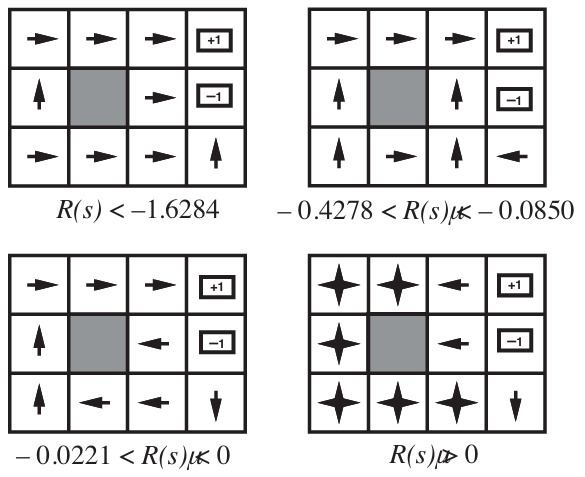 +1
+1
–1
–1
R(s) < –1.6284
– 0.4278 < R(s) < – 0.0850
+1
+1
–1
–1
– 0.0221 < R(s) < 0
R(s) > 0